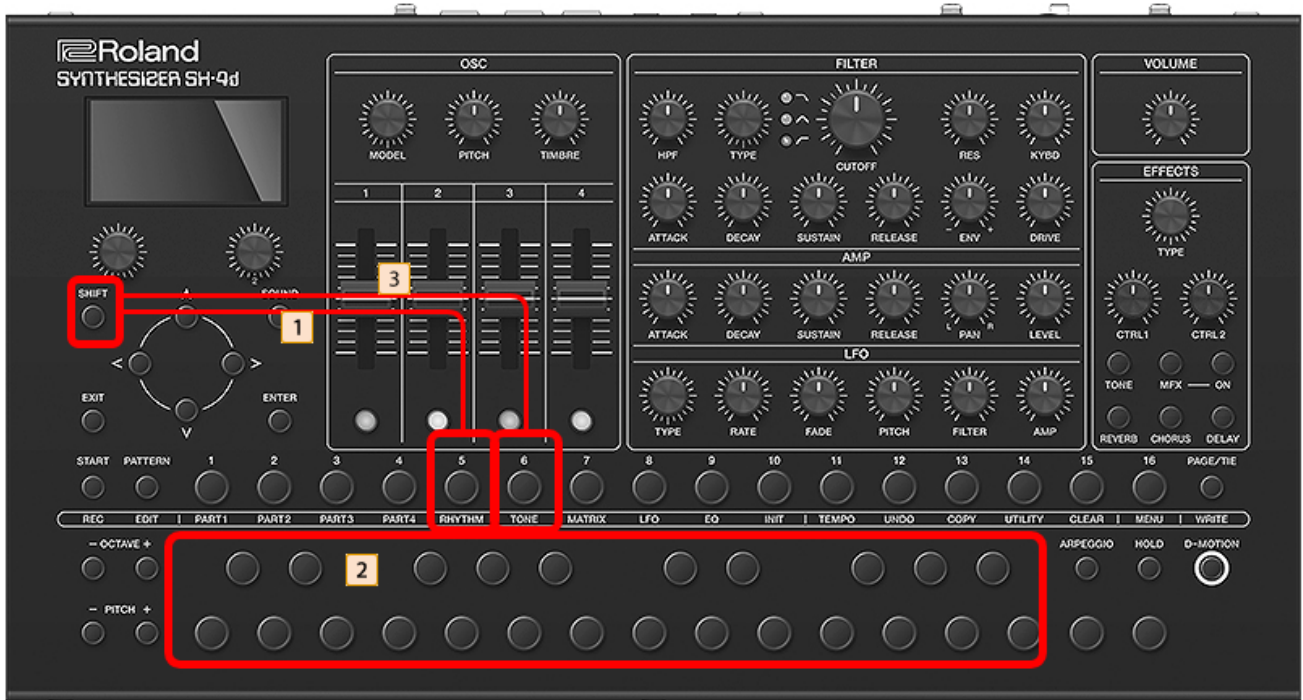 Roland
SYNTHESIZER SH-4d
OSC
FILTER
VOLUME
MODEL PITCH TIMBRE
HPF TYPE CUTOFF RES KYBD
EFFECTS
1 2 3 4
TYPE
ATTACK DECAY SUSTAIN RELEASE - ENV + DRIVE
2
AMP
SHIFT ∧ SOUND
3
1
ATTACK DECAY SUSTAIN RELEASE L PAN R LEVEL
CTRL1 CTRL2
LFO
< >
TONE MFX ON
EXIT ENTER
∨
TYPE RATE FADE PITCH FILTER AMP
REVERB CHORUS DELAY
START PATTERN 1 2 3 4 5 6 7 8 9 10 11 12 13 14 15 16 PAGE/TIE
REC EDIT | PART1 PART2 PART3 PART4 RHYTHM TONE MATRIX LFO EQ INIT | TEMPO UNDO COPY UTILITY CLEAR | MENU | WRITE
- OCTAVE + ARPEGGIO HOLD D-MOTION
2
- PITCH +